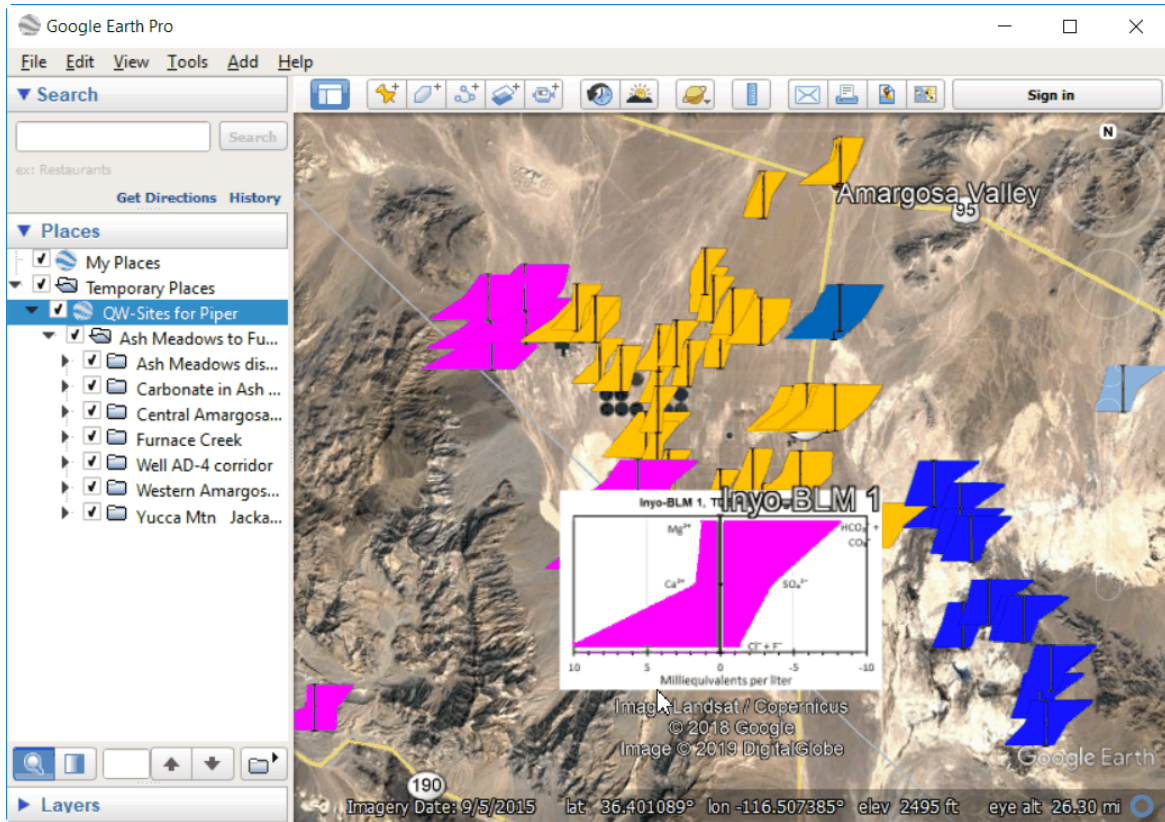 Google Earth Pro
File Edit View Tools Add Help
Search
Search
ex: Restaurants
Get Directions History
Places
My Places
Temporary Places
QW-Sites for Piper
Ash Meadows to Fu...
Ash Meadows dis...
Carbonate in Ash ...
Central Amargosa...
Furnace Creek
Well AD-4 corridor
Western Amargos...
Yucca Mtn Jacka...
Layers
Sign in
N
Amargosa Valley
95
Inyo-BLM 1
Inyo-BLM 1,
Mg²⁺
HCO₃⁻ +
CO₃²⁻
Ca²⁺
SO₄²⁻
Cl⁻ + F⁻
10 5 0 -5 -10
Milliequivalents per liter
Image Landsat / Copernicus
© 2018 Google
Image © 2019 DigitalGlobe
Google Earth
190
Imagery Date: 9/5/2015 lat 36.401089° lon -116.507385° elev 2495 ft eye alt 26.30 mi